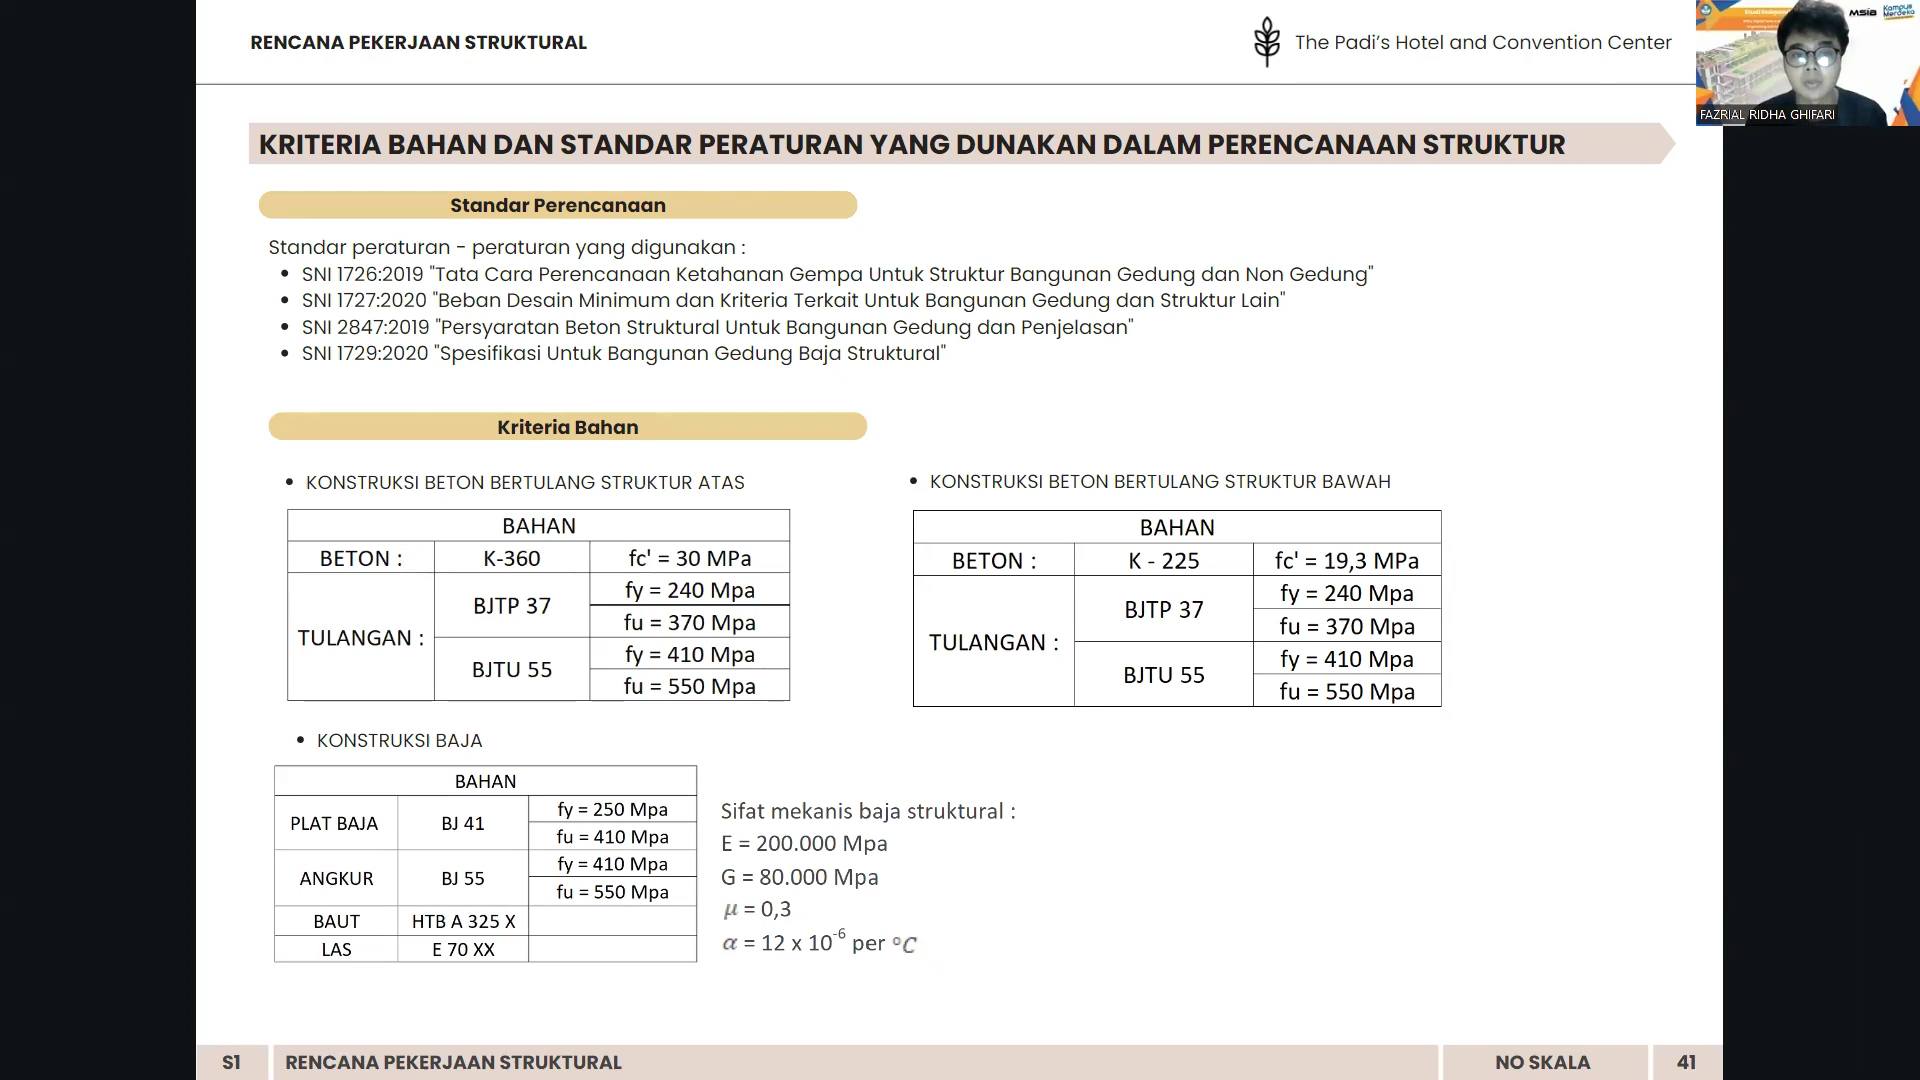 RENCANA PEKERJAAN STRUKTURAL
The Padi's Hotel and Convention Center
MSIB
Kampus Merdeka
FAZRIAL RIDHA GHIFARI
KRITERIA BAHAN DAN STANDAR PERATURAN YANG DUNAKAN DALAM PERENCANAAN STRUKTUR
Standar Perencanaan
Standar peraturan - peraturan yang digunakan :
• SNI 1726:2019 "Tata Cara Perencanaan Ketahanan Gempa Untuk Struktur Bangunan Gedung dan Non Gedung"
• SNI 1727:2020 "Beban Desain Minimum dan Kriteria Terkait Untuk Bangunan Gedung dan Struktur Lain"
• SNI 2847:2019 "Persyaratan Beton Struktural Untuk Bangunan Gedung dan Penjelasan"
• SNI 1729:2020 "Spesifikasi Untuk Bangunan Gedung Baja Struktural"
Kriteria Bahan
• KONSTRUKSI BETON BERTULANG STRUKTUR ATAS
BAHAN
BETON : K-360 fc' = 30 MPa
TULANGAN :
BJTP 37
fy = 240 Mpa
fu = 370 Mpa
BJTU 55
fy = 410 Mpa
fu = 550 Mpa
• KONSTRUKSI BETON BERTULANG STRUKTUR BAWAH
BAHAN
BETON : K - 225 fc' = 19,3 MPa
TULANGAN :
BJTP 37
fy = 240 Mpa
fu = 370 Mpa
BJTU 55
fy = 410 Mpa
fu = 550 Mpa
• KONSTRUKSI BAJA
BAHAN
PLAT BAJA BJ 41
fy = 250 Mpa
fu = 410 Mpa
ANGKUR BJ 55
fy = 410 Mpa
fu = 550 Mpa
BAUT HTB A 325 X
LAS E 70 XX
Sifat mekanis baja struktural :
E = 200.000 Mpa
G = 80.000 Mpa
μ = 0,3
α = 12 x 10⁻⁶ per °C
S1 RENCANA PEKERJAAN STRUKTURAL NO SKALA 41